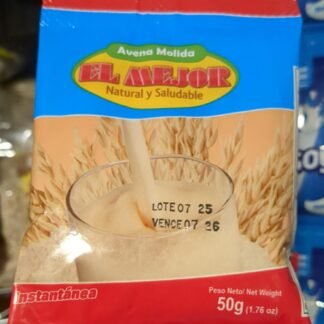 Avena Molida
EL MEJOR
Natural y Saludable
LOTE 07 25
VENCE 07 26
Instantánea
Peso Neto/ Net Weight
50g (1.76 oz)